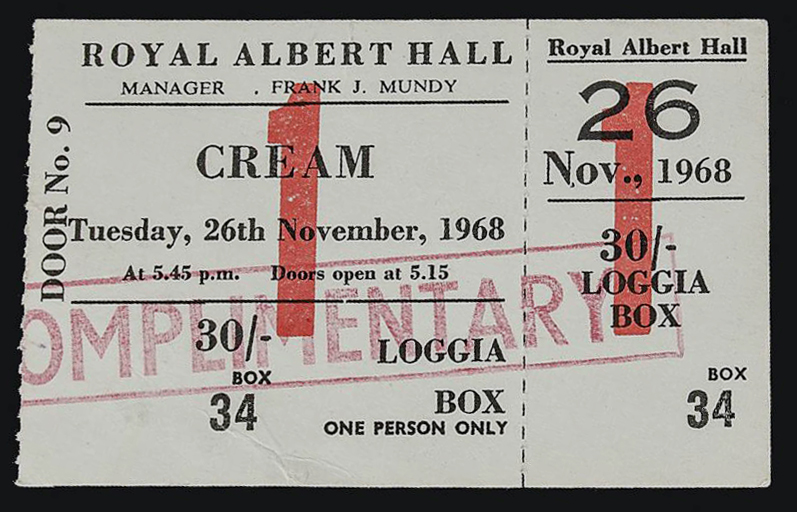 ROYAL ALBERT HALL
MANAGER . FRANK J. MUNDY
CREAM
Tuesday, 26th November, 1968
At 5.45 p.m. Doors open at 5.15
30/-
LOGGIA
BOX
34
BOX
ONE PERSON ONLY
DOOR No. 9
1
OMPLIMENTARY
Royal Albert Hall
26
Nov., 1968
30/-
LOGGIA
BOX
BOX
34
1